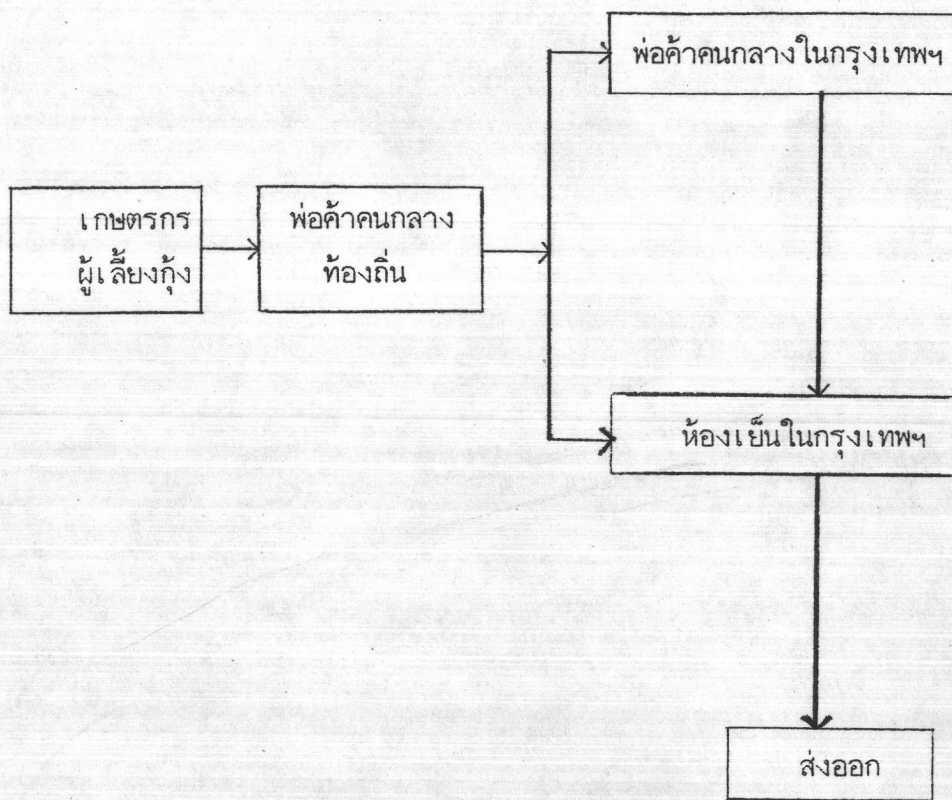 พ่อค้าคนกลางในกรุงเทพฯ
เกษตรกร
ผู้เลี้ยงกุ้ง
พ่อค้าคนกลาง
ท้องถิ่น
ห้องเย็นในกรุงเทพฯ
ส่งออก